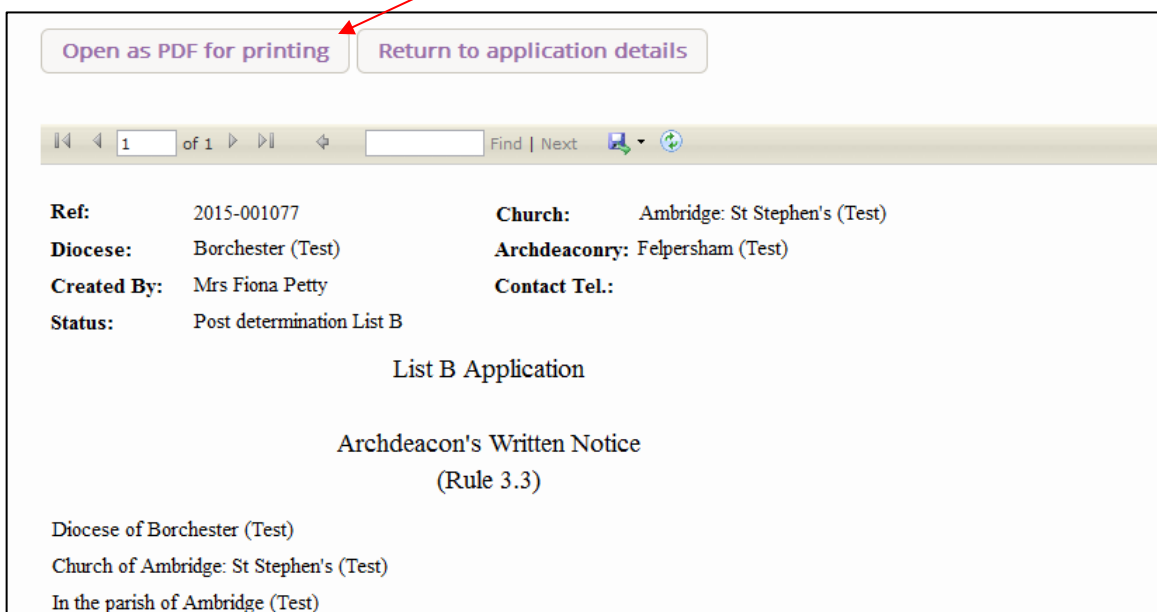 Open as PDF for printing Return to application details
1 of 1 Find | Next
Ref: 2015-001077 Church: Ambridge: St Stephen's (Test)
Diocese: Borchester (Test) Archdeaconry: Felpersham (Test)
Created By: Mrs Fiona Petty Contact Tel.:
Status: Post determination List B
List B Application
Archdeacon's Written Notice
(Rule 3.3)
Diocese of Borchester (Test)
Church of Ambridge: St Stephen's (Test)
In the parish of Ambridge (Test)